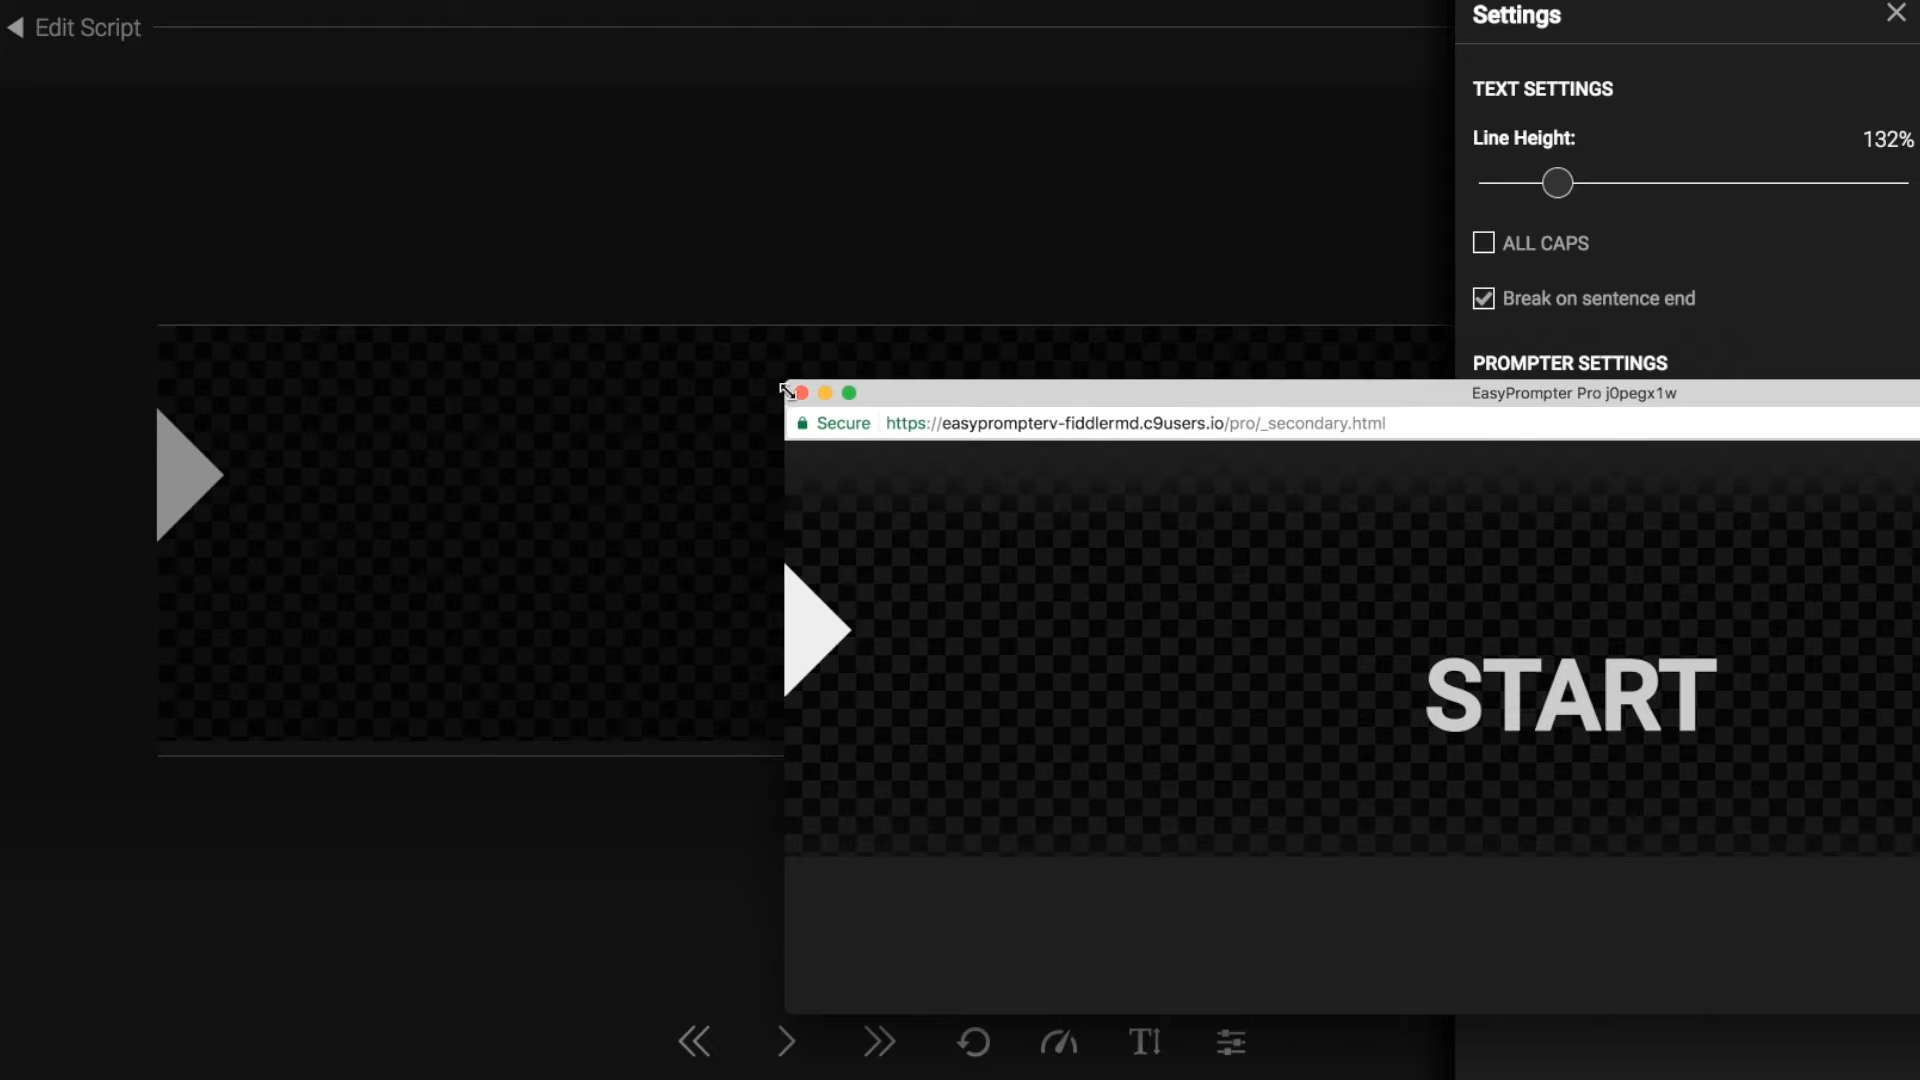 Edit Script
Settings
TEXT SETTINGS
Line Height: 132%
ALL CAPS
Break on sentence end
PROMPTER SETTINGS
EasyPrompter Pro j0pegx1w
Secure https://easyprompterv-fiddlermd.c9users.io/pro/_secondary.html
START
T